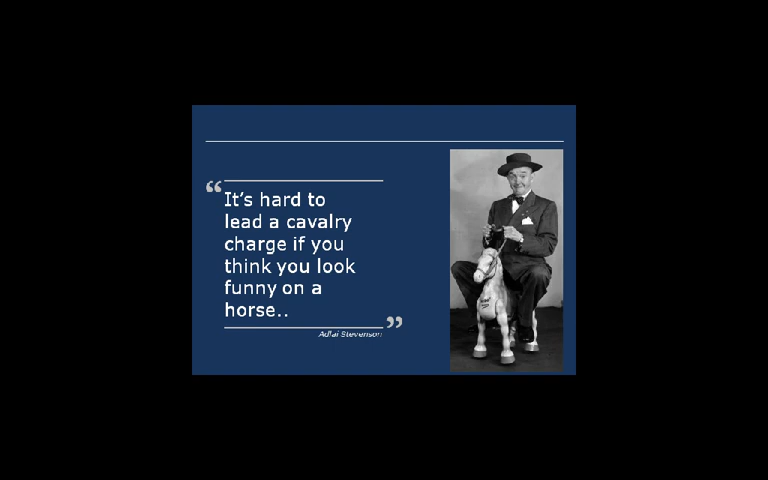 “
It’s hard to
lead a cavalry
charge if you
think you look
funny on a
horse..
”
Adlai Stevenson